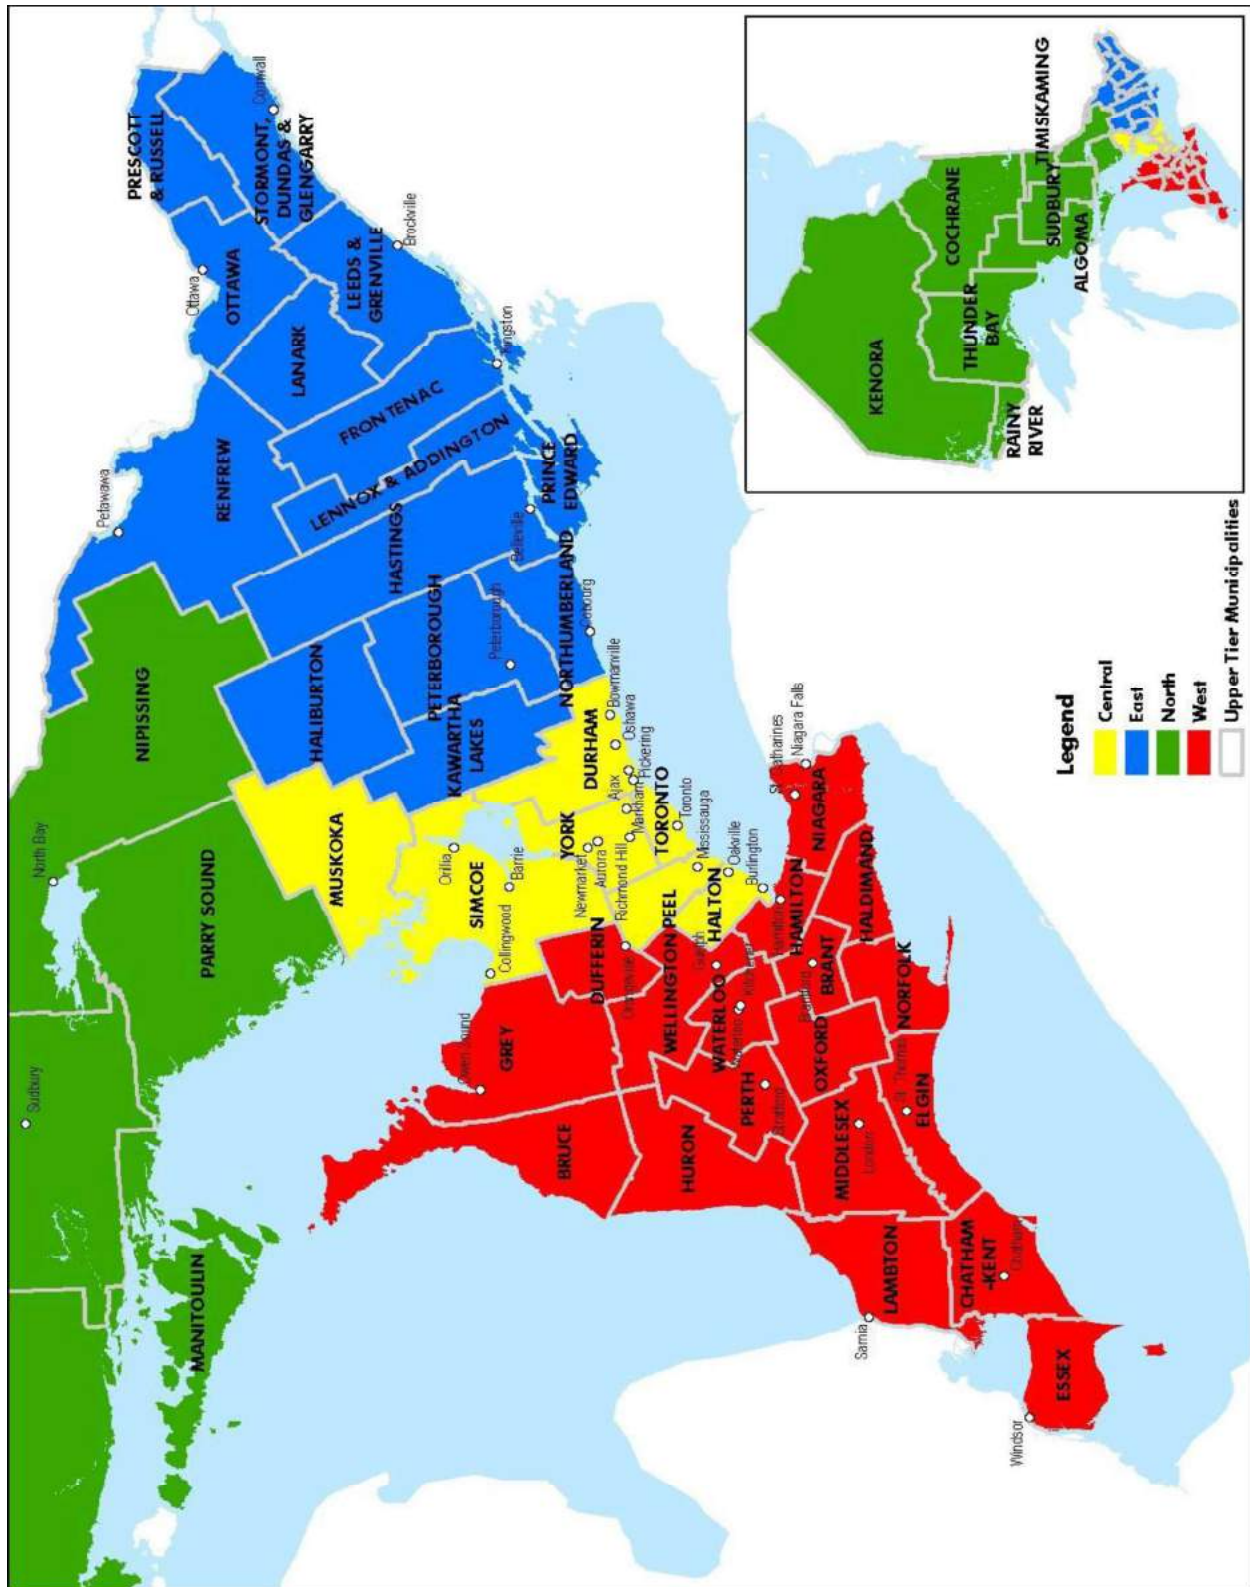 Sudbury
North Bay
Petawawa
PRESCOTT
& RUSSELL
Cornwall
STORMONT,
DUNDAS &
GLENGARRY
Ottawa
OTTAWA
LEEDS &
GRENVILLE
Brockville
LANARK
RENFREW
FRONTENAC
Kingston
LENNOX & ADDINGTON
HASTINGS
Belleville
PRINCE
EDWARD
NIPISSING
HALIBURTON
PETERBOROUGH
Peterborough
NORTHUMBERLAND
Cobourg
KAWARTHA
LAKES
PARRY SOUND
MUSKOKA
MANITOULIN
Orillia
SIMCOE
Barrie
Collingwood
YORK
Newmarket
Aurora
Richmond Hill
DURHAM
Bowmanville
Oshawa
Ajax
Pickering
Markham
TORONTO
Toronto
PEEL
Mississauga
HALTON
Oakville
Burlington
Owen Sound
GREY
BRUCE
DUFFERIN
Orangeville
WELLINGTON
Guelph
WATERLOO
Kitchener
Waterloo
HURON
PERTH
Stratford
HAMILTON
Hamilton
St. Catharines
Niagara Falls
NIAGARA
BRANT
Brantford
HALDIMAND
OXFORD
NORFOLK
MIDDLESEX
London
St. Thomas
ELGIN
LAMBTON
Sarnia
CHATHAM
-KENT
Chatham
ESSEX
Windsor
Legend
Central
East
North
West
Upper Tier Municipalities
KENORA
COCHRANE
TIMISKAMING
THUNDER
BAY
SUDBURY
ALGOMA
RAINY
RIVER